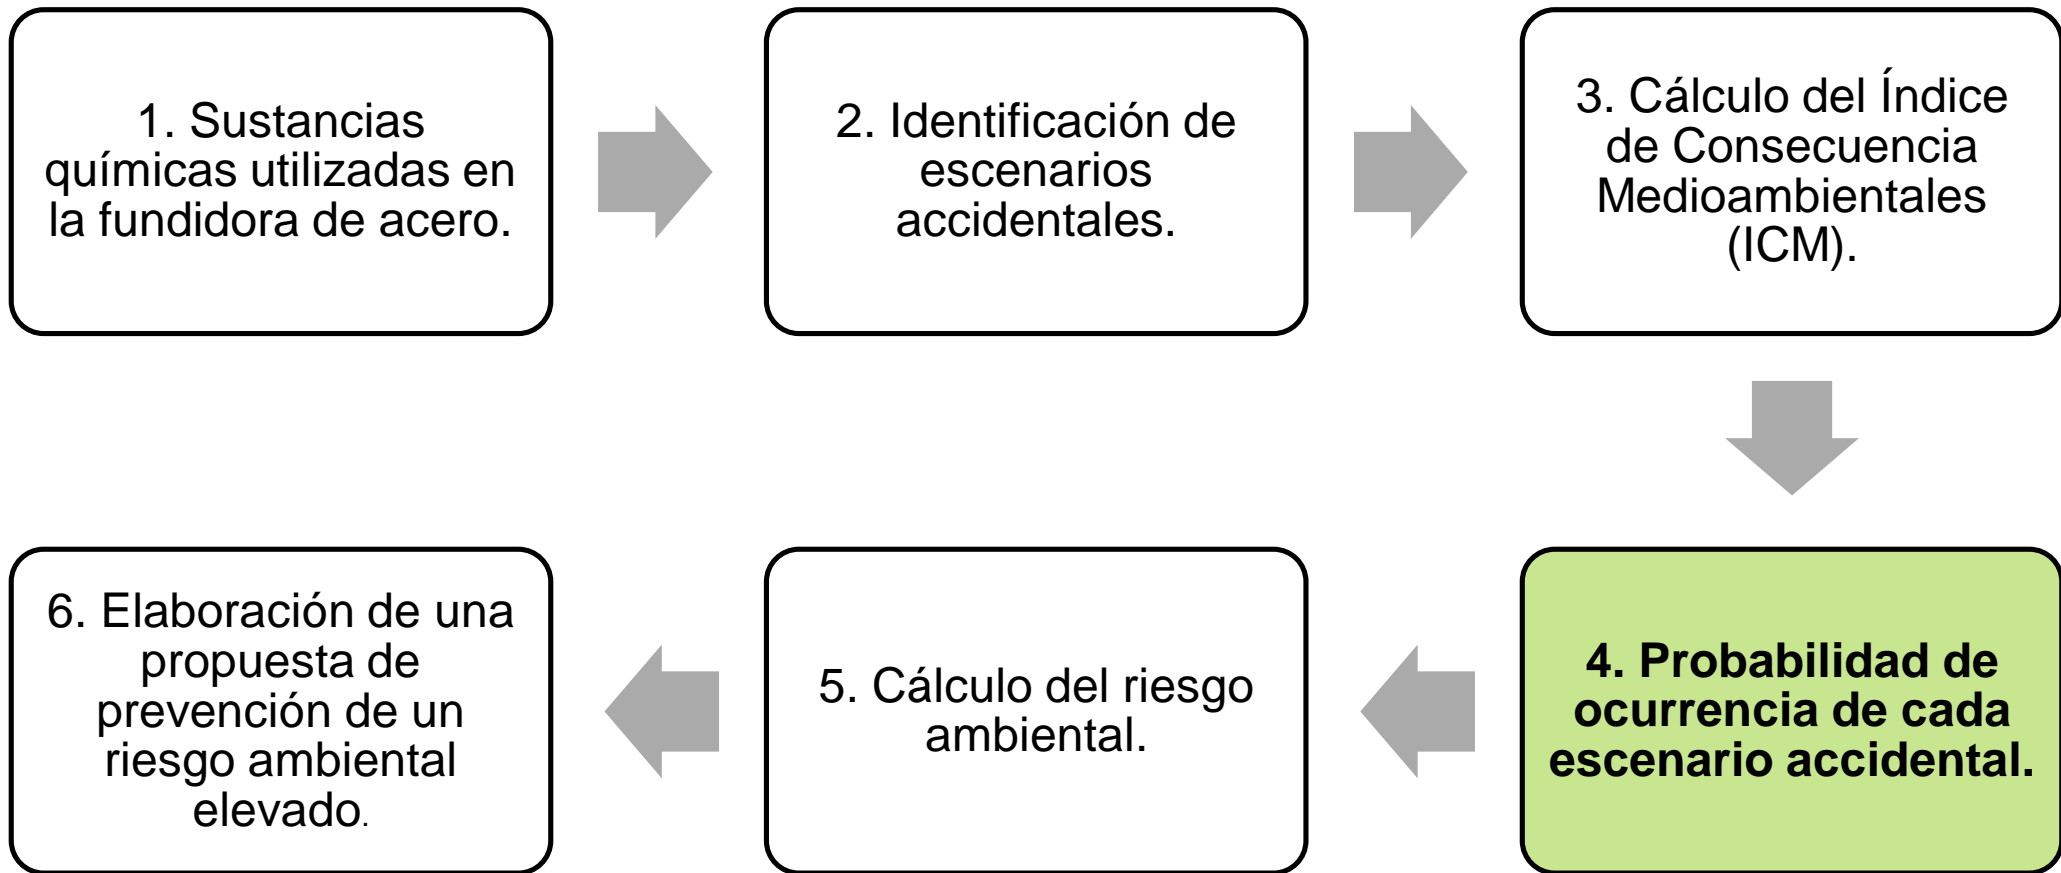 1. Sustancias
químicas utilizadas en
la fundidora de acero.
2. Identificación de
escenarios
accidentales.
3. Cálculo del Índice
de Consecuencia
Medioambientales
(ICM).
4. Probabilidad de
ocurrencia de cada
escenario accidental.
5. Cálculo del riesgo
ambiental.
6. Elaboración de una
propuesta de
prevención de un
riesgo ambiental
elevado.